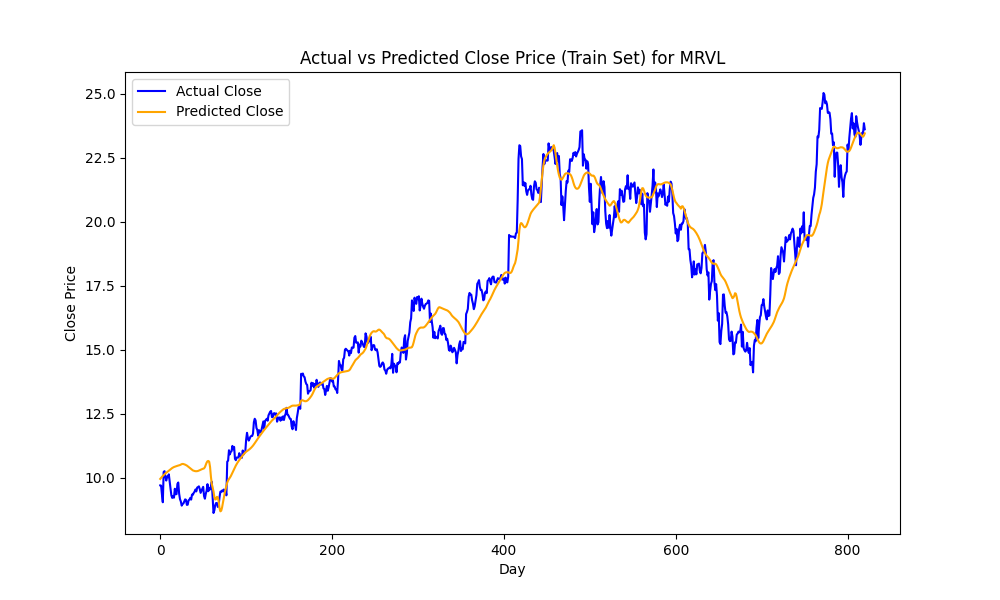 Actual vs Predicted Close Price (Train Set) for MRVL
Actual Close
Predicted Close
Close Price
25.0
22.5
20.0
17.5
15.0
12.5
10.0
0
200
400
600
800
Day